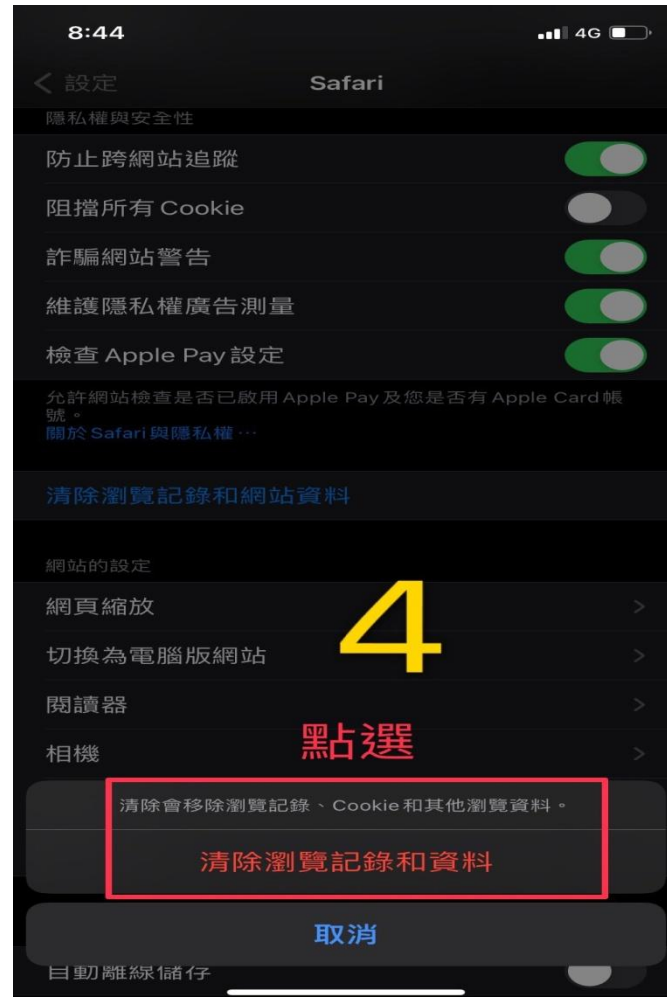 8:44
4G
設定
Safari
隱私權與安全性
防止跨網站追蹤
阻擋所有 Cookie
詐騙網站警告
維護隱私權廣告測量
檢查 Apple Pay 設定
允許網站檢查是否已啟用 Apple Pay 及您是否有 Apple Card 帳
號。
關於 Safari 與隱私權…
清除瀏覽記錄和網站資料
網站的設定
網頁縮放
4
切換為電腦版網站
閱讀器
點選
相機
清除會移除瀏覽記錄、Cookie 和其他瀏覽資料。
清除瀏覽記錄和資料
取消
自動離線儲存